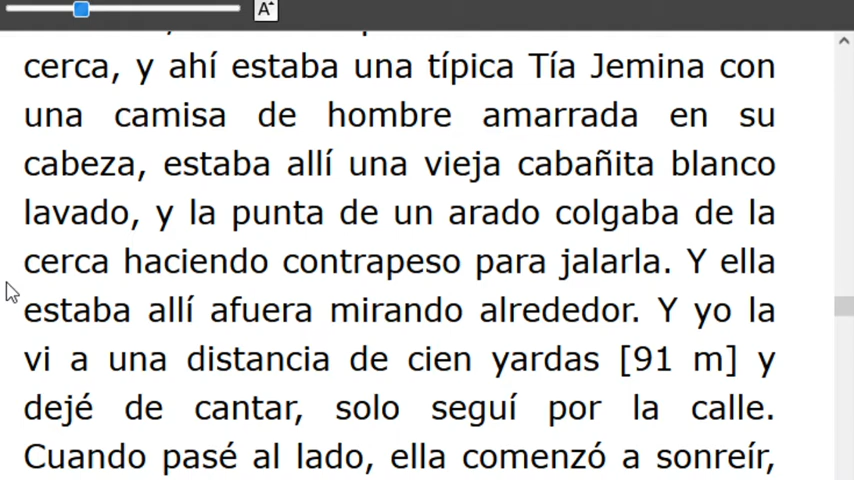 A
cerca, y ahí estaba una típica Tía Jemina con
una camisa de hombre amarrada en su
cabeza, estaba allí una vieja cabañita blanco
lavado, y la punta de un arado colgaba de la
cerca haciendo contrapeso para jalarla. Y ella
estaba allí afuera mirando alrededor. Y yo la
vi a una distancia de cien yardas [91 m] y
dejé de cantar, solo seguí por la calle.
Cuando pasé al lado, ella comenzó a sonreír,